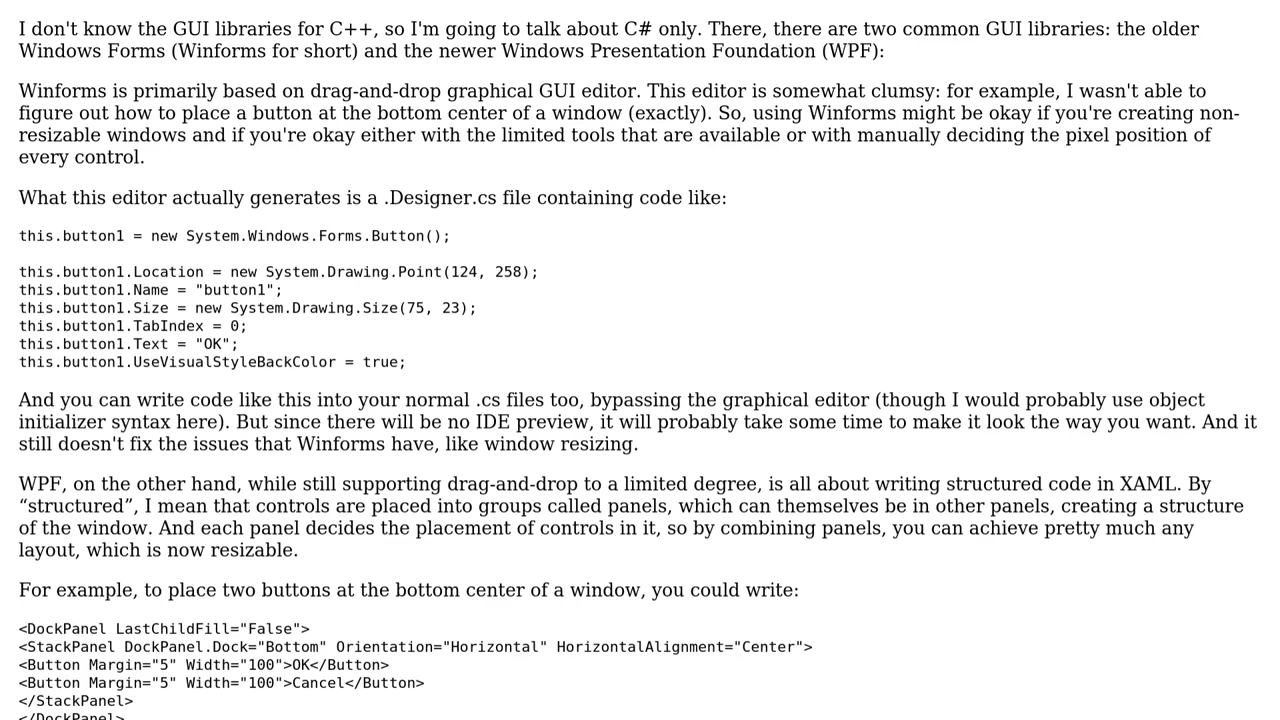 I don't know the GUI libraries for C++, so I'm going to talk about C# only. There, there are two common GUI libraries: the older
Windows Forms (Winforms for short) and the newer Windows Presentation Foundation (WPF):
Winforms is primarily based on drag-and-drop graphical GUI editor. This editor is somewhat clumsy: for example, I wasn't able to
figure out how to place a button at the bottom center of a window (exactly). So, using Winforms might be okay if you're creating non-
resizable windows and if you're okay either with the limited tools that are available or with manually deciding the pixel position of
every control.
What this editor actually generates is a .Designer.cs file containing code like:
this.button1 = new System.Windows.Forms.Button();
this.button1.Location = new System.Drawing.Point(124, 258);
this.button1.Name = "button1";
this.button1.Size = new System.Drawing.Size(75, 23);
this.button1.TabIndex = 0;
this.button1.Text = "OK";
this.button1.UseVisualStyleBackColor = true;
And you can write code like this into your normal .cs files too, bypassing the graphical editor (though I would probably use object
initializer syntax here). But since there will be no IDE preview, it will probably take some time to make it look the way you want. And it
still doesn't fix the issues that Winforms have, like window resizing.
WPF, on the other hand, while still supporting drag-and-drop to a limited degree, is all about writing structured code in XAML. By
“structured”, I mean that controls are placed into groups called panels, which can themselves be in other panels, creating a structure
of the window. And each panel decides the placement of controls in it, so by combining panels, you can achieve pretty much any
layout, which is now resizable.
For example, to place two buttons at the bottom center of a window, you could write:
<DockPanel LastChildFill="False">
<StackPanel DockPanel.Dock="Bottom" Orientation="Horizontal" HorizontalAlignment="Center">
<Button Margin="5" Width="100">OK</Button>
<Button Margin="5" Width="100">Cancel</Button>
</StackPanel>
</DockPanel>